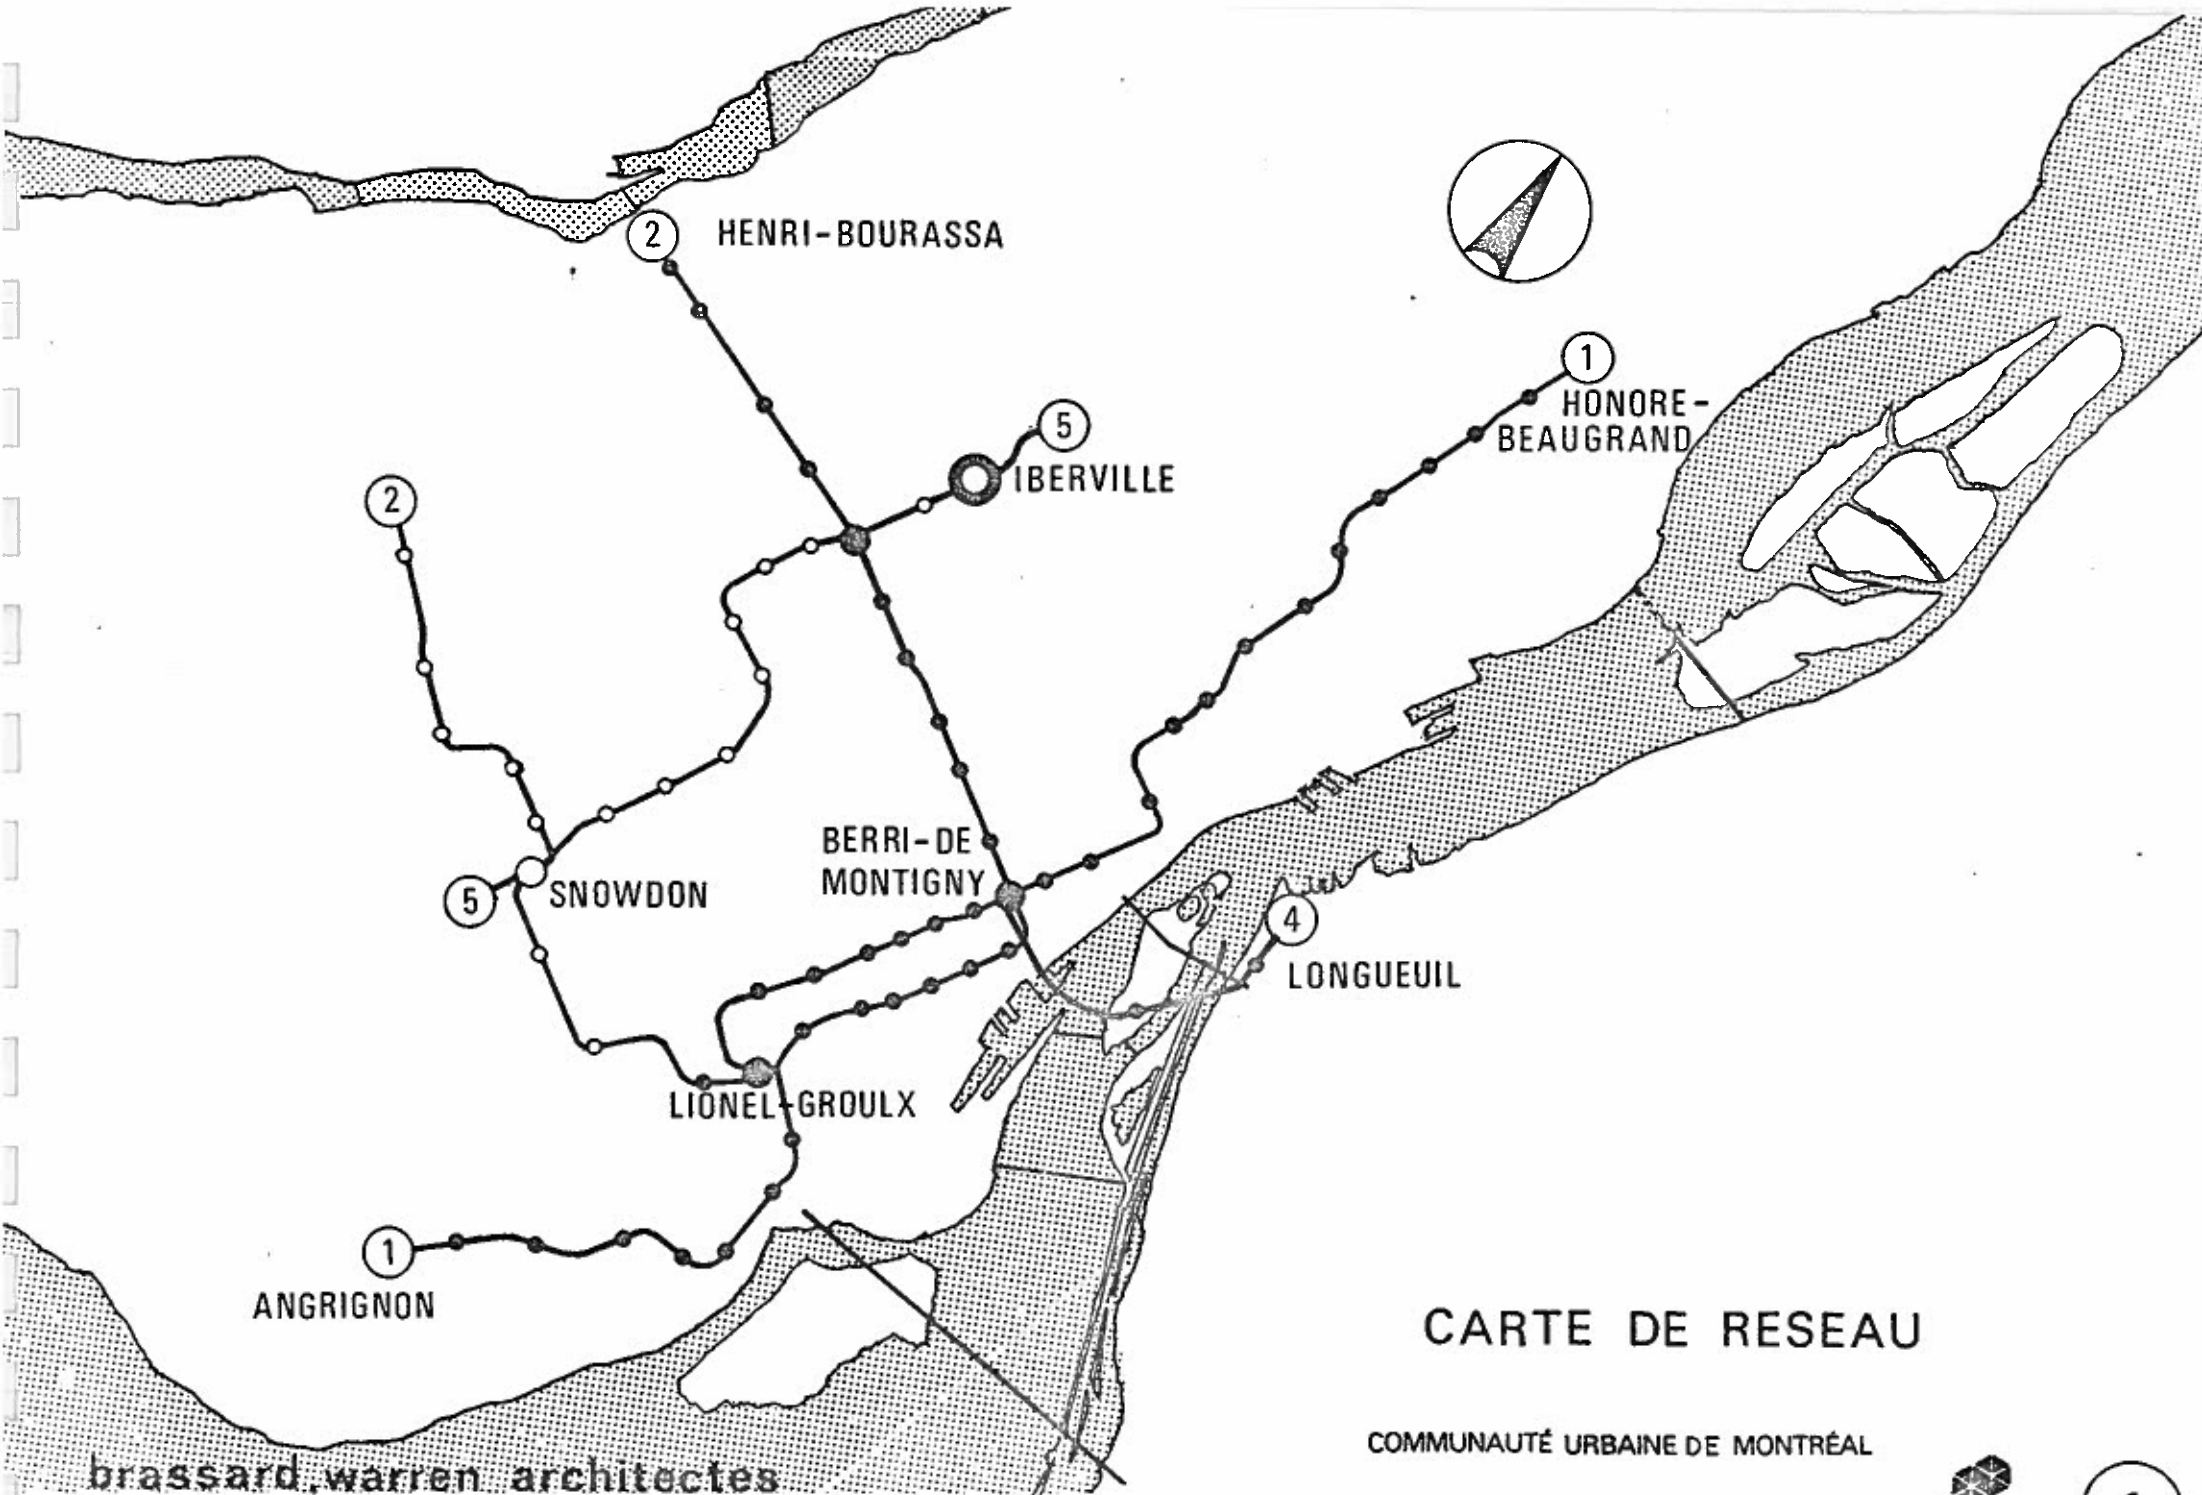 2
HENRI-BOURASSA
1
HONORE-
BEAUGRAND
5
IBERVILLE
2
BERRI-DE
MONTIGNY
5
SNOWDON
4
LONGUEUIL
LIONEL-GROULX
1
ANGRIGNON
CARTE DE RESEAU
COMMUNAUTÉ URBAINE DE MONTRÉAL
brassard, warren architectes